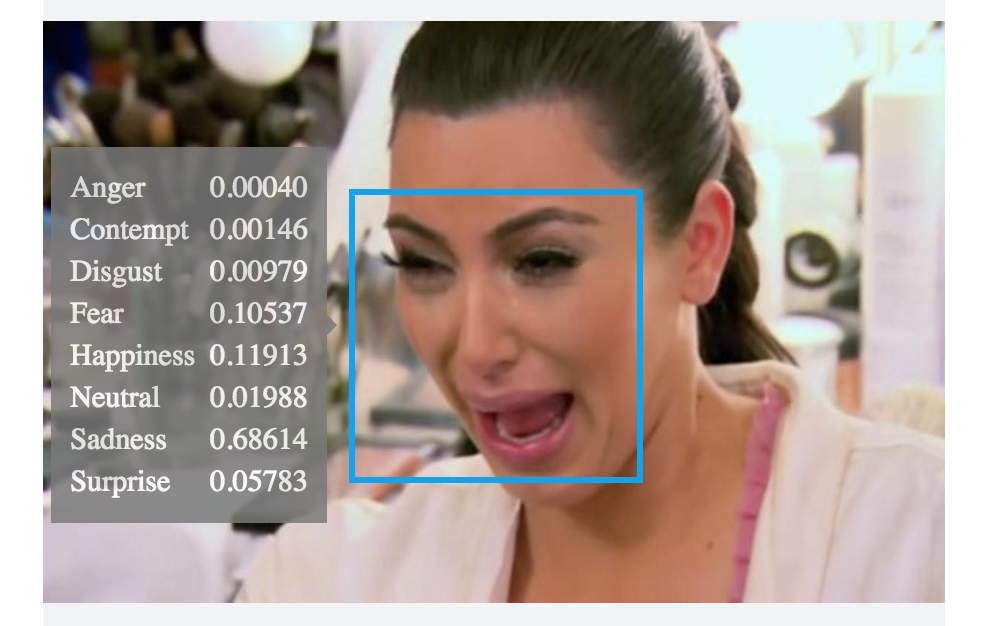 Anger 0.00040
Contempt 0.00146
Disgust 0.00979
Fear 0.10537
Happiness 0.11913
Neutral 0.01988
Sadness 0.68614
Surprise 0.05783